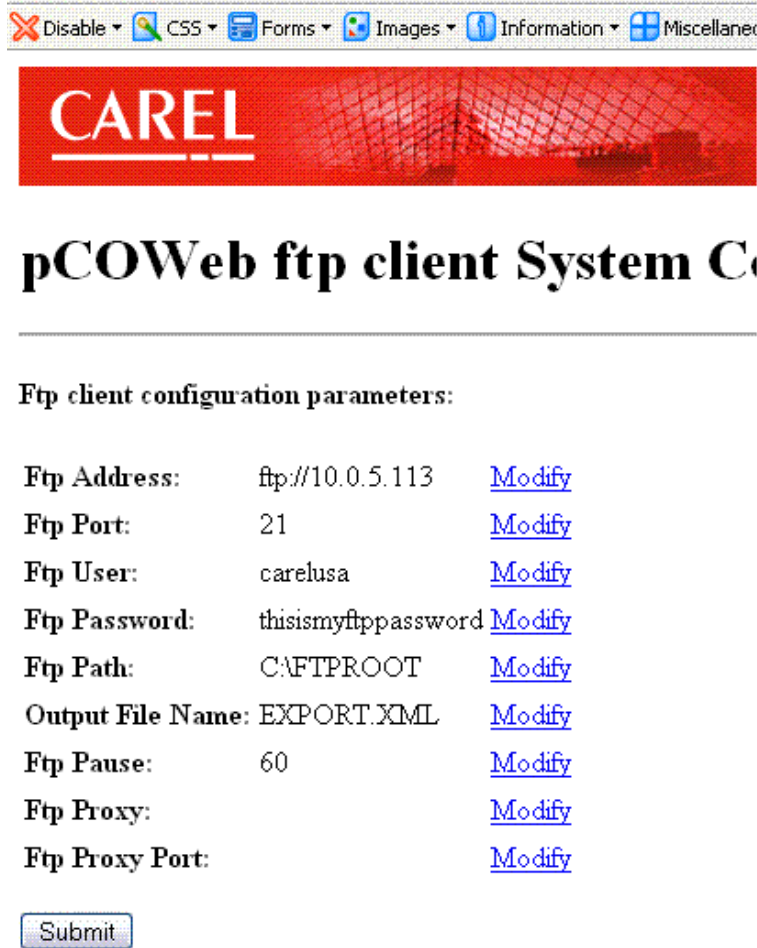 Disable CSS Forms Images Information
CAREL
pCOWeb ftp client System
Ftp client configuration parameters:
Ftp Address: ftp://10.0.5.113 Modify
Ftp Port: 21 Modify
Ftp User: carelusa Modify
Ftp Password: thisismyftppassword Modify
Ftp Path: C:\FTPROOT Modify
Output File Name: EXPORT.XML Modify
Ftp Pause: 60 Modify
Ftp Proxy: Modify
Ftp Proxy Port: Modify
Submit